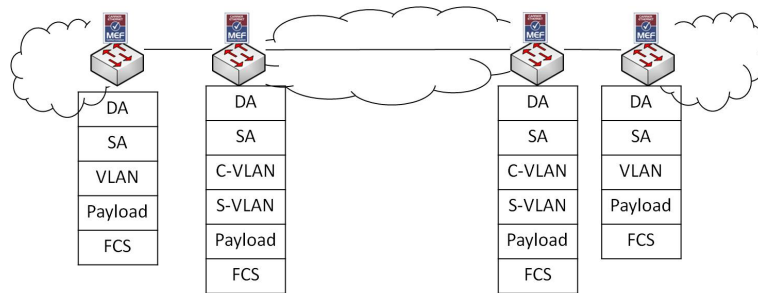 MEF
MEF
MEF
MEF
DA
SA
VLAN
Payload
FCS
DA
SA
C-VLAN
S-VLAN
Payload
FCS
DA
SA
C-VLAN
S-VLAN
Payload
FCS
DA
SA
VLAN
Payload
FCS